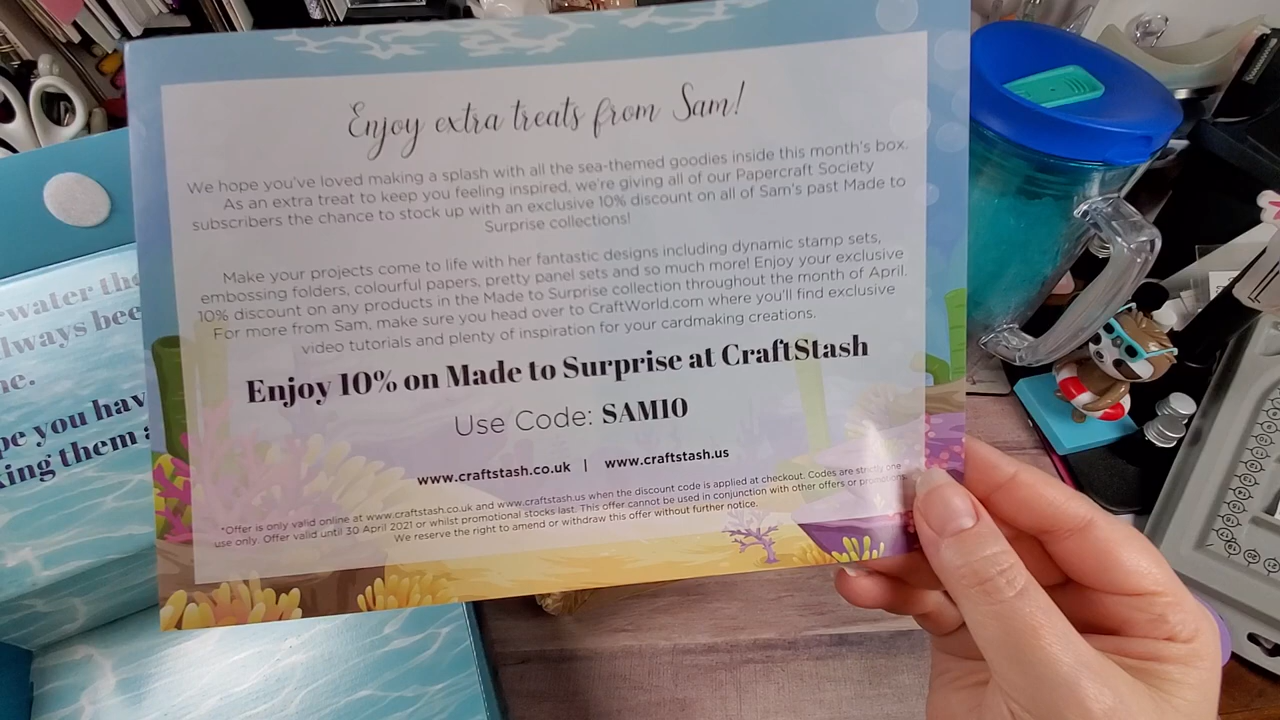 Enjoy extra treats from Sam!
We hope you've loved making a splash with all the sea-themed goodies inside this month's box.
As an extra treat to keep you feeling inspired, we're giving all of our Papercraft Society
subscribers the chance to stock up with an exclusive 10% discount on all of Sam's past Made to
Surprise collections!
Make your projects come to life with her fantastic designs including dynamic stamp sets,
embossing folders, colourful papers, pretty panel sets and so much more! Enjoy your exclusive
10% discount on any products in the Made to Surprise collection throughout the month of April.
For more from Sam, make sure you head over to CraftWorld.com where you'll find exclusive
video tutorials and plenty of inspiration for your cardmaking creations.
Enjoy 10% on Made to Surprise at CraftStash
Use Code: SAM10
www.craftstash.co.uk | www.craftstash.us
*Offer is only valid online at www.craftstash.co.uk and www.craftstash.us when the discount code is applied at checkout. Codes are strictly one
use only. Offer valid until 30 April 2021 or whilst promotional stocks last. This offer cannot be used in conjunction with other offers or promotions.
We reserve the right to amend or withdraw this offer without further notice.
water